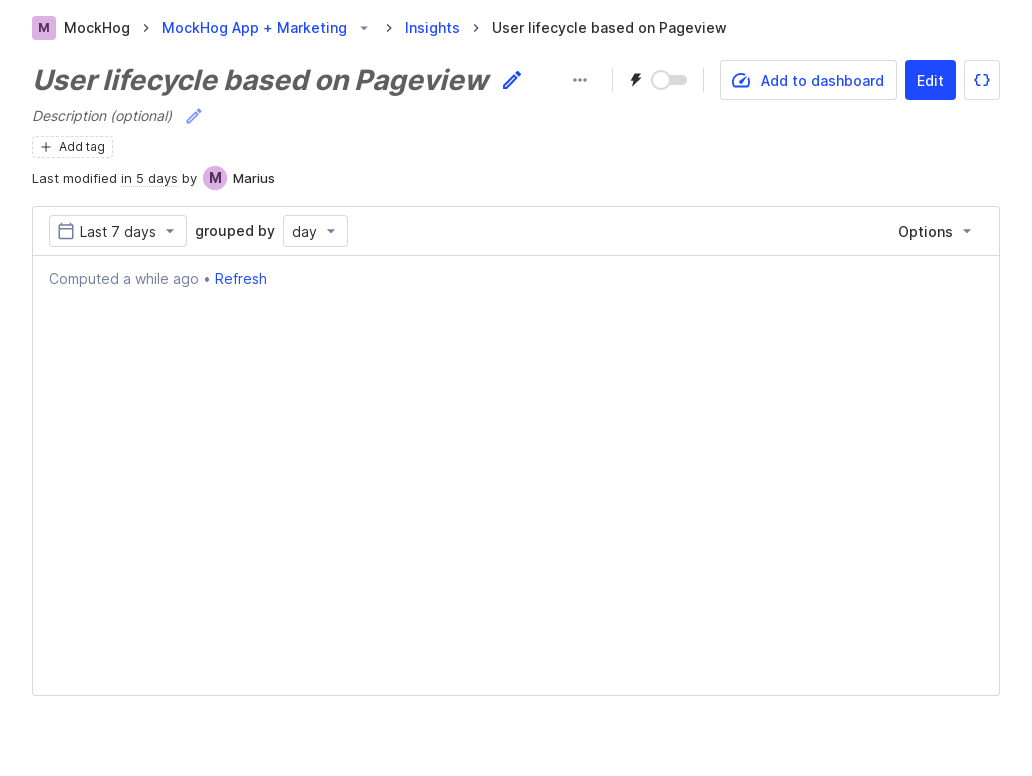 M MockHog MockHog App + Marketing Insights User lifecycle based on Pageview
User lifecycle based on Pageview
Add to dashboard Edit {}
Description (optional)
Add tag
Last modified in 5 days by M Marius
Last 7 days grouped by day Options
Computed a while ago • Refresh